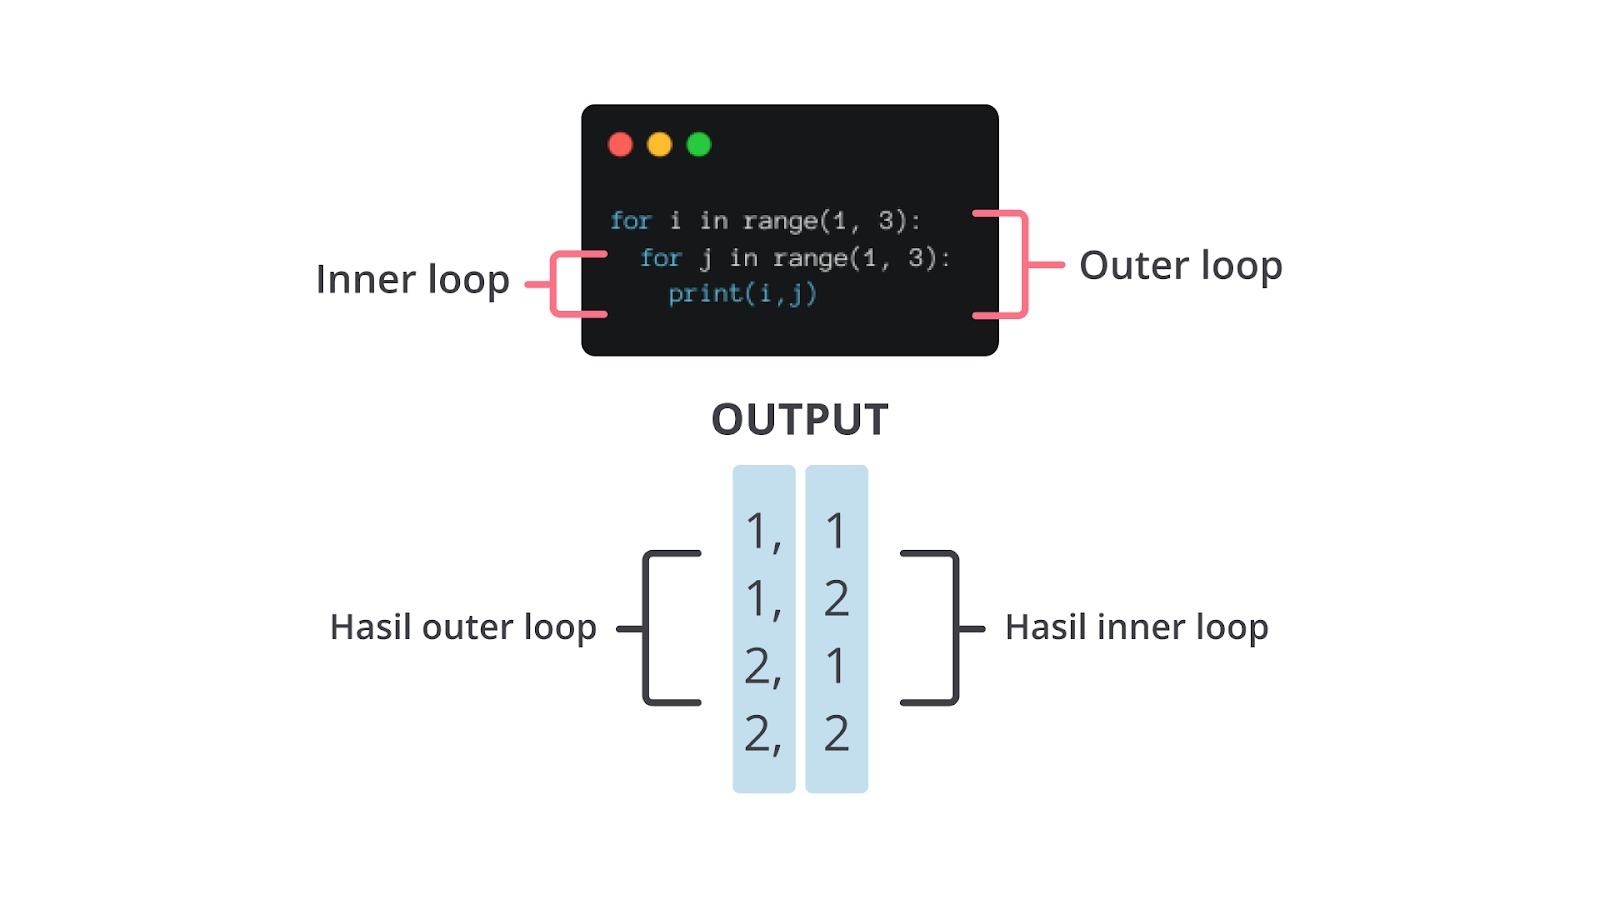 for i in range(1, 3):
for j in range(1, 3):
print(i,j)
Inner loop
Outer loop
OUTPUT
1, 1
1, 2
2, 1
2, 2
Hasil outer loop
Hasil inner loop